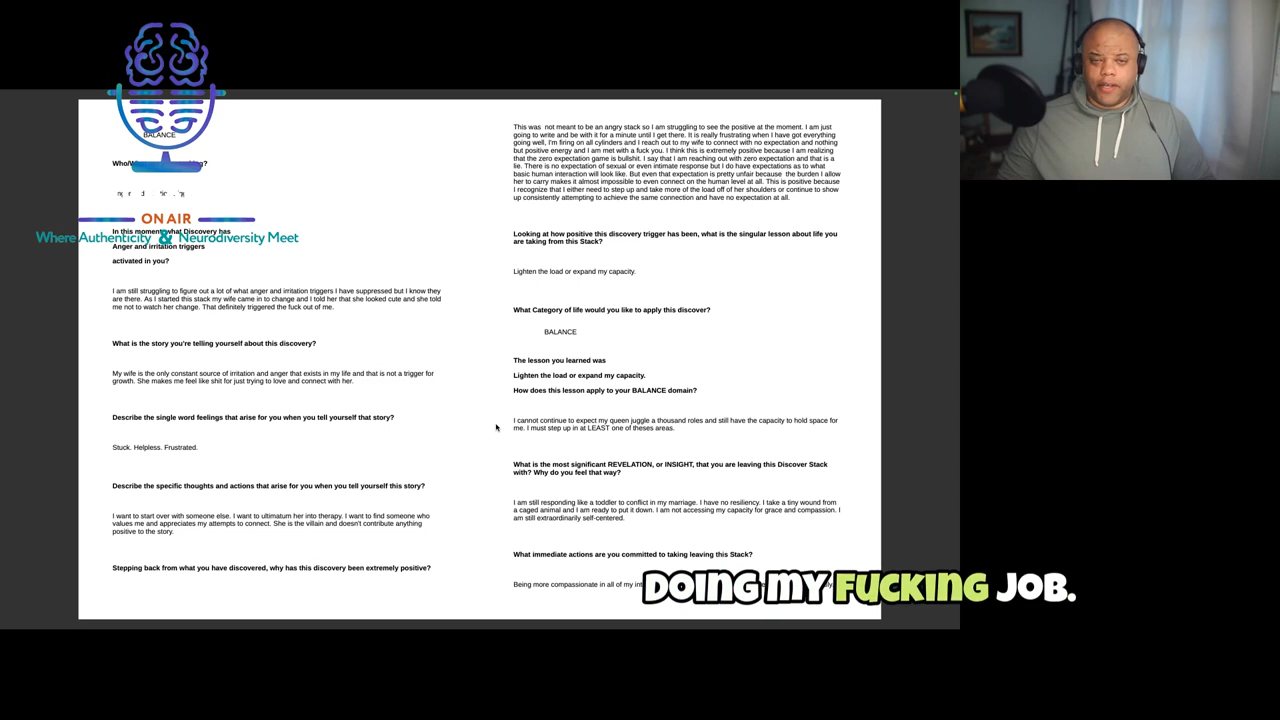 BALANCE
ON AIR
Where Authenticity & Neurodiversity Meet
In this moment, what Discovery has
Anger and irritation triggers
activated in you?
I am still struggling to figure out a lot of what anger and irritation triggers I have suppressed but I know they
are there. As I started this stack my wife came in to change and I told her that she looked cute and she told
me not to watch her change. That definitely triggered the fuck out of me.
What is the story you're telling yourself about this discovery?
My wife is the only constant source of irritation and anger that exists in my life and that is not a trigger for
growth. She makes me feel like shit for just trying to love and connect with her.
Describe the single word feelings that arise for you when you tell yourself that story?
Stuck. Helpless. Frustrated.
Describe the specific thoughts and actions that arise for you when you tell yourself this story?
I want to start over with someone else. I want to ultimatum her into therapy. I want to find someone who
values me and appreciates my attempts to connect. She is the villain and doesn't contribute anything
positive to the story.
Stepping back from what you have discovered, why has this discovery been extremely positive?
This was not meant to be an angry stack so I am struggling to see the positive at the moment. I am just
going to write and be with it for a minute until I get there. It is really frustrating when I have got everything
going well, I'm firing on all cylinders and I reach out to my wife to connect with no expectation and nothing
but positive energy and I am met with a fuck you. I think this is extremely positive because I am realizing
that the zero expectation game is bullshit. I say that I am reaching out with zero expectation and that is a
lie. There is no expectation of sexual or even intimate response but I do have expectations as to what
basic human interaction will look like. But even that expectation is pretty unfair because the burden I allow
her to carry makes it almost impossible to even connect on the human level at all. This is positive because
I recognize that I either need to step up and take more of the load off of her shoulders or continue to show
up consistently attempting to achieve the same connection and have no expectation at all.
Looking at how positive this discovery trigger has been, what is the singular lesson about life you
are taking from this Stack?
Lighten the load or expand my capacity.
What Category of life would you like to apply this discover?
BALANCE
The lesson you learned was
Lighten the load or expand my capacity.
How does this lesson apply to your BALANCE domain?
I cannot continue to expect my queen juggle a thousand roles and still have the capacity to hold space for
me. I must step up in at LEAST one of theses areas.
What is the most significant REVELATION, or INSIGHT, that you are leaving this Discover Stack
with? Why do you feel that way?
I am still responding like a toddler to conflict in my marriage. I have no resiliency. I take a tiny wound from
a caged animal and I am ready to put it down. I am not accessing my capacity for grace and compassion. I
am still extraordinarily self-centered.
What immediate actions are you committed to taking leaving this Stack?
Being more compassionate in all of my
DOING MY FUCKING JOB.